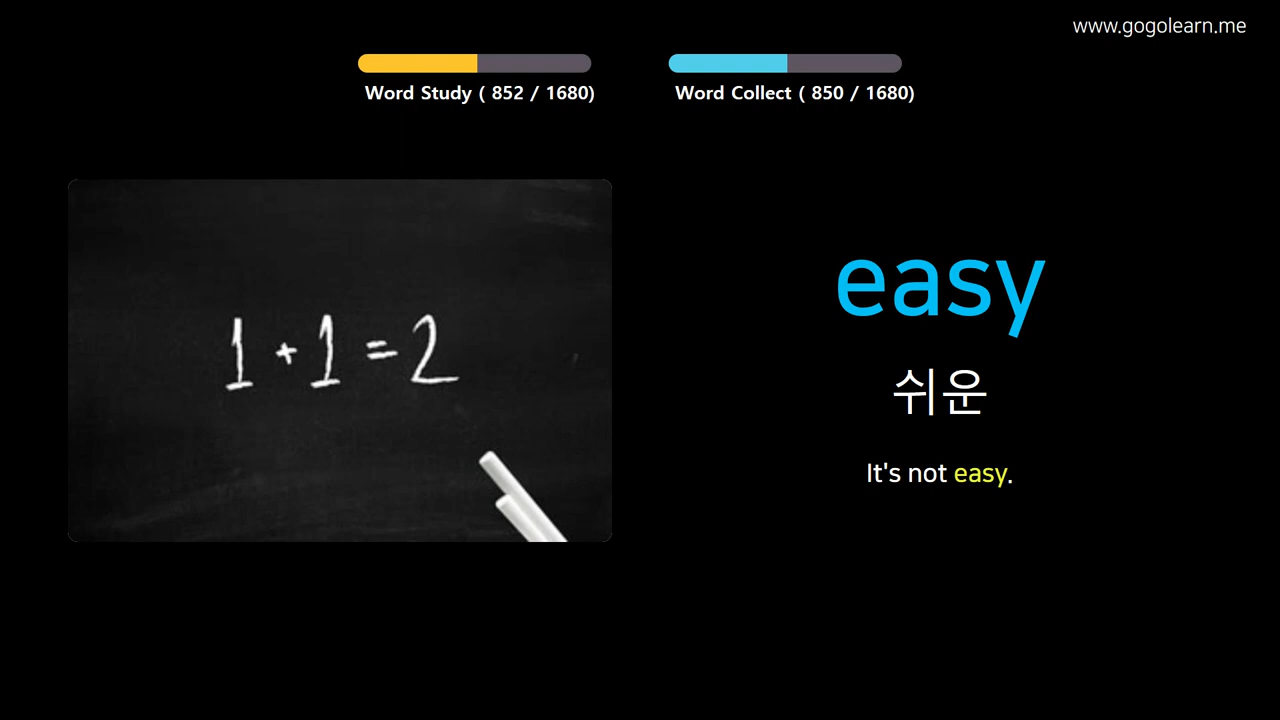 www.gogolearn.me
Word Study ( 852 / 1680)
Word Collect ( 850 / 1680)
1 + 1 = 2
easy
쉬운
It's not easy.